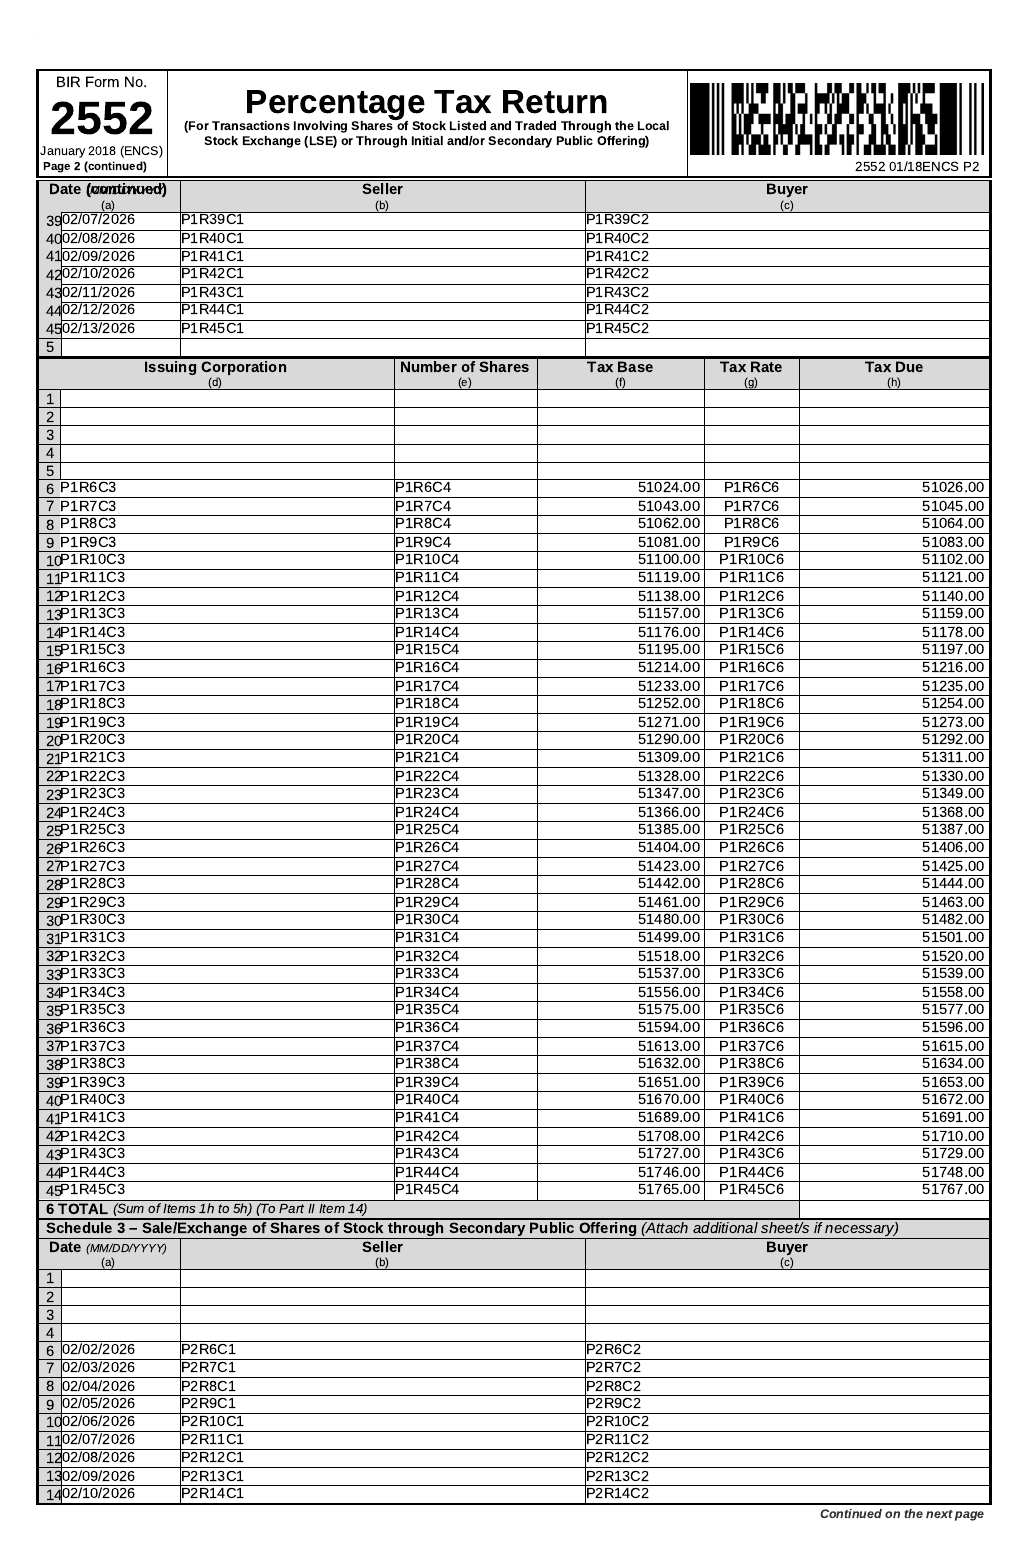 BIR Form No.
2552
January 2018 (ENCS)
Page 2 (continued)
Percentage Tax Return
(For Transactions Involving Shares of Stock Listed and Traded Through the Local
Stock Exchange (LSE) or Through Initial and/or Secondary Public Offering)
2552 01/18ENCS P2
Date (continued) Seller Buyer
(a) (b) (c)
39 02/07/2026 P1R39C1 P1R39C2
40 02/08/2026 P1R40C1 P1R40C2
41 02/09/2026 P1R41C1 P1R41C2
42 02/10/2026 P1R42C1 P1R42C2
43 02/11/2026 P1R43C1 P1R43C2
44 02/12/2026 P1R44C1 P1R44C2
45 02/13/2026 P1R45C1 P1R45C2
5
Issuing Corporation Number of Shares Tax Base Tax Rate Tax Due
(d) (e) (f) (g) (h)
1
2
3
4
5
6 P1R6C3 P1R6C4 51024.00 P1R6C6 51026.00
7 P1R7C3 P1R7C4 51043.00 P1R7C6 51045.00
8 P1R8C3 P1R8C4 51062.00 P1R8C6 51064.00
9 P1R9C3 P1R9C4 51081.00 P1R9C6 51083.00
10 P1R10C3 P1R10C4 51100.00 P1R10C6 51102.00
11 P1R11C3 P1R11C4 51119.00 P1R11C6 51121.00
12 P1R12C3 P1R12C4 51138.00 P1R12C6 51140.00
13 P1R13C3 P1R13C4 51157.00 P1R13C6 51159.00
14 P1R14C3 P1R14C4 51176.00 P1R14C6 51178.00
15 P1R15C3 P1R15C4 51195.00 P1R15C6 51197.00
16 P1R16C3 P1R16C4 51214.00 P1R16C6 51216.00
17 P1R17C3 P1R17C4 51233.00 P1R17C6 51235.00
18 P1R18C3 P1R18C4 51252.00 P1R18C6 51254.00
19 P1R19C3 P1R19C4 51271.00 P1R19C6 51273.00
20 P1R20C3 P1R20C4 51290.00 P1R20C6 51292.00
21 P1R21C3 P1R21C4 51309.00 P1R21C6 51311.00
22 P1R22C3 P1R22C4 51328.00 P1R22C6 51330.00
23 P1R23C3 P1R23C4 51347.00 P1R23C6 51349.00
24 P1R24C3 P1R24C4 51366.00 P1R24C6 51368.00
25 P1R25C3 P1R25C4 51385.00 P1R25C6 51387.00
26 P1R26C3 P1R26C4 51404.00 P1R26C6 51406.00
27 P1R27C3 P1R27C4 51423.00 P1R27C6 51425.00
28 P1R28C3 P1R28C4 51442.00 P1R28C6 51444.00
29 P1R29C3 P1R29C4 51461.00 P1R29C6 51463.00
30 P1R30C3 P1R30C4 51480.00 P1R30C6 51482.00
31 P1R31C3 P1R31C4 51499.00 P1R31C6 51501.00
32 P1R32C3 P1R32C4 51518.00 P1R32C6 51520.00
33 P1R33C3 P1R33C4 51537.00 P1R33C6 51539.00
34 P1R34C3 P1R34C4 51556.00 P1R34C6 51558.00
35 P1R35C3 P1R35C4 51575.00 P1R35C6 51577.00
36 P1R36C3 P1R36C4 51594.00 P1R36C6 51596.00
37 P1R37C3 P1R37C4 51613.00 P1R37C6 51615.00
38 P1R38C3 P1R38C4 51632.00 P1R38C6 51634.00
39 P1R39C3 P1R39C4 51651.00 P1R39C6 51653.00
40 P1R40C3 P1R40C4 51670.00 P1R40C6 51672.00
41 P1R41C3 P1R41C4 51689.00 P1R41C6 51691.00
42 P1R42C3 P1R42C4 51708.00 P1R42C6 51710.00
43 P1R43C3 P1R43C4 51727.00 P1R43C6 51729.00
44 P1R44C3 P1R44C4 51746.00 P1R44C6 51748.00
45 P1R45C3 P1R45C4 51765.00 P1R45C6 51767.00
6 TOTAL (Sum of Items 1h to 5h) (To Part II Item 14)
Schedule 3 – Sale/Exchange of Shares of Stock through Secondary Public Offering (Attach additional sheet/s if necessary)
Date (MM/DD/YYYY) Seller Buyer
(a) (b) (c)
1
2
3
4
6 02/02/2026 P2R6C1 P2R6C2
7 02/03/2026 P2R7C1 P2R7C2
8 02/04/2026 P2R8C1 P2R8C2
9 02/05/2026 P2R9C1 P2R9C2
10 02/06/2026 P2R10C1 P2R10C2
11 02/07/2026 P2R11C1 P2R11C2
12 02/08/2026 P2R12C1 P2R12C2
13 02/09/2026 P2R13C1 P2R13C2
14 02/10/2026 P2R14C1 P2R14C2
Continued on the next page